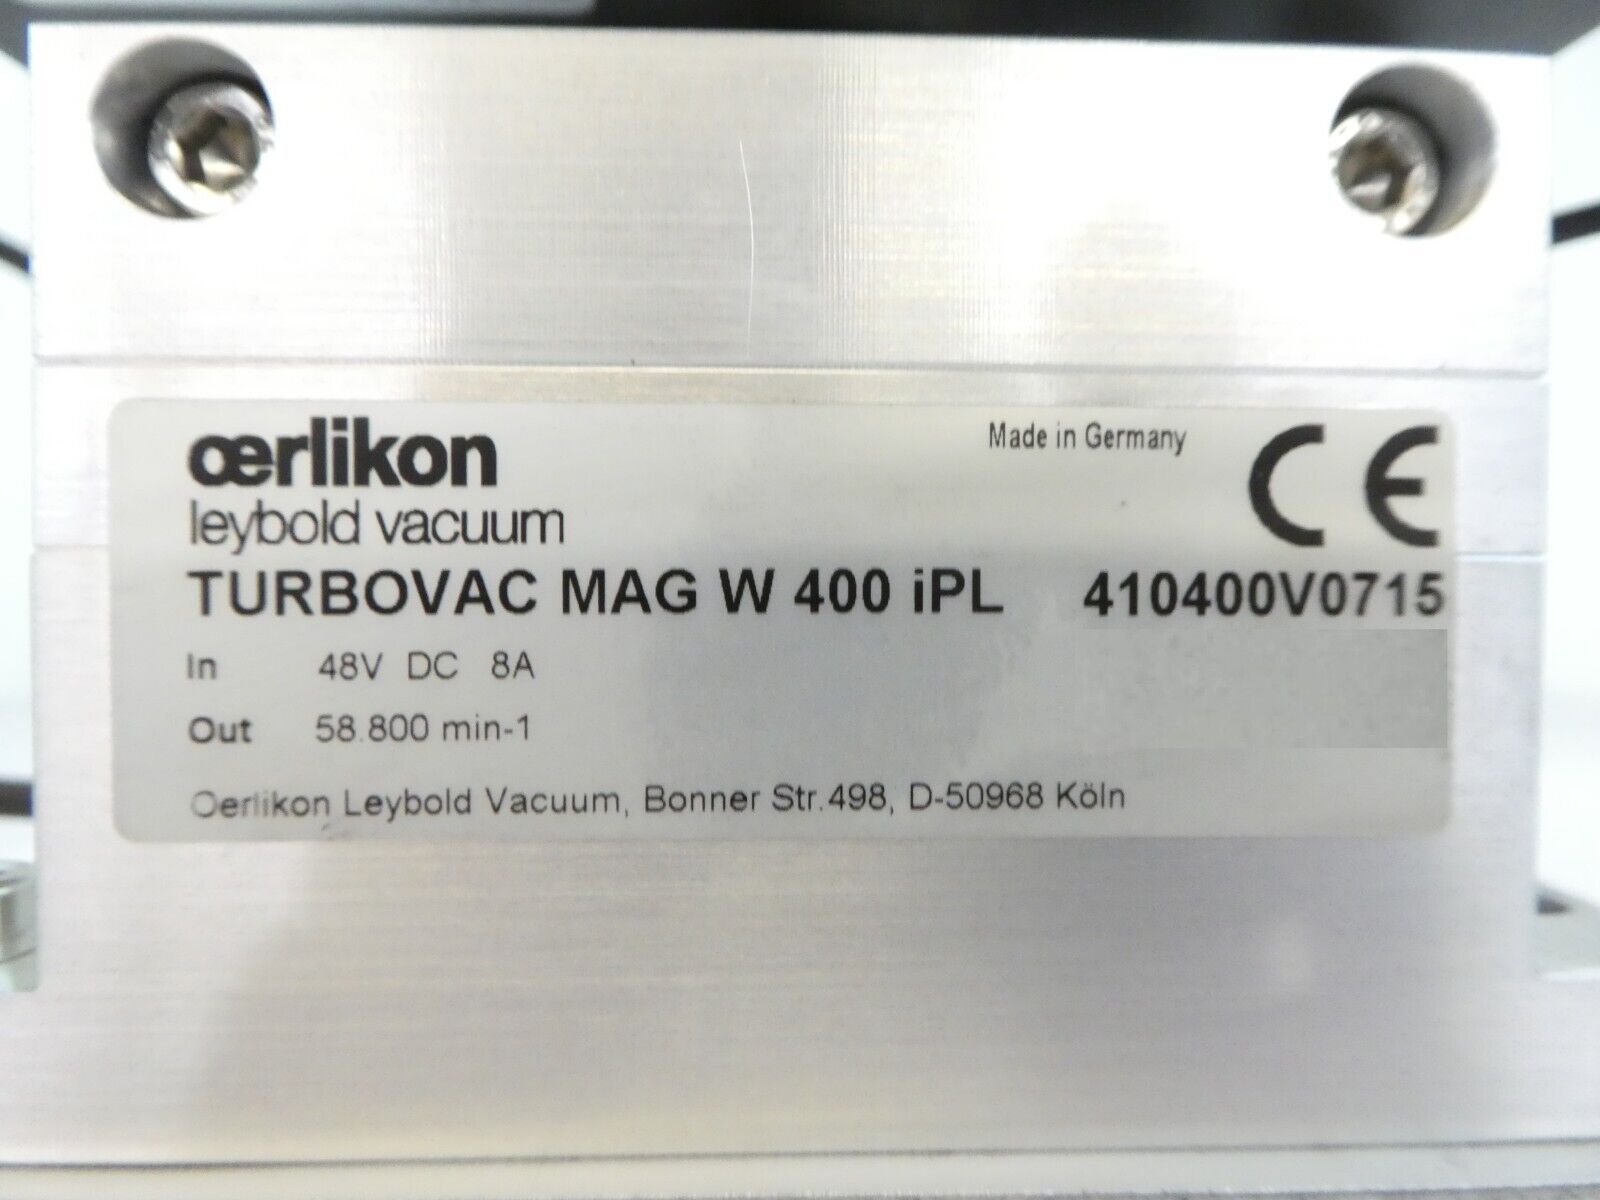 œrlikon
leybold vacuum
Made in Germany
CE
TURBOVAC MAG W 400 iPL 410400V0715
In 48V DC 8A
Out 58.800 min-1
Oerlikon Leybold Vacuum, Bonner Str.498, D-50968 Köln